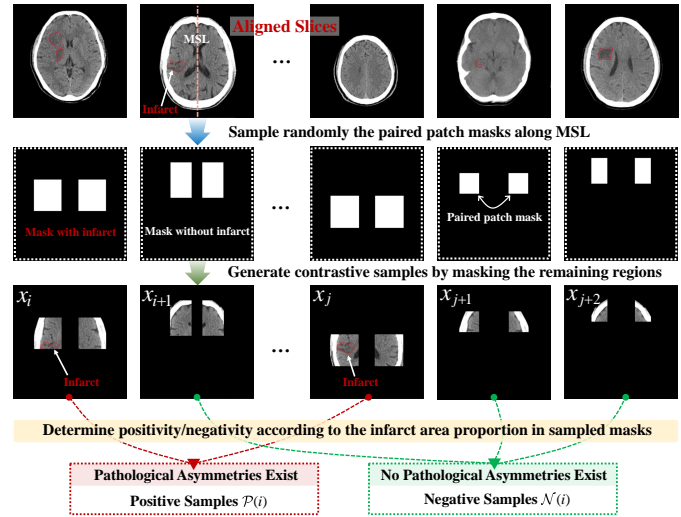 Aligned Slices
MSL
Infarct
...
Sample randomly the paired patch masks along MSL
Mask with infarct
Mask without infarct
...
Paired patch mask
Generate contrastive samples by masking the remaining regions
x_i
x_{i+1}
x_j
x_{j+1}
x_{j+2}
Infarct
...
Infarct
Determine positivity/negativity according to the infarct area proportion in sampled masks
Pathological Asymmetries Exist
Positive Samples 𝒫(i)
No Pathological Asymmetries Exist
Negative Samples 𝒩(i)